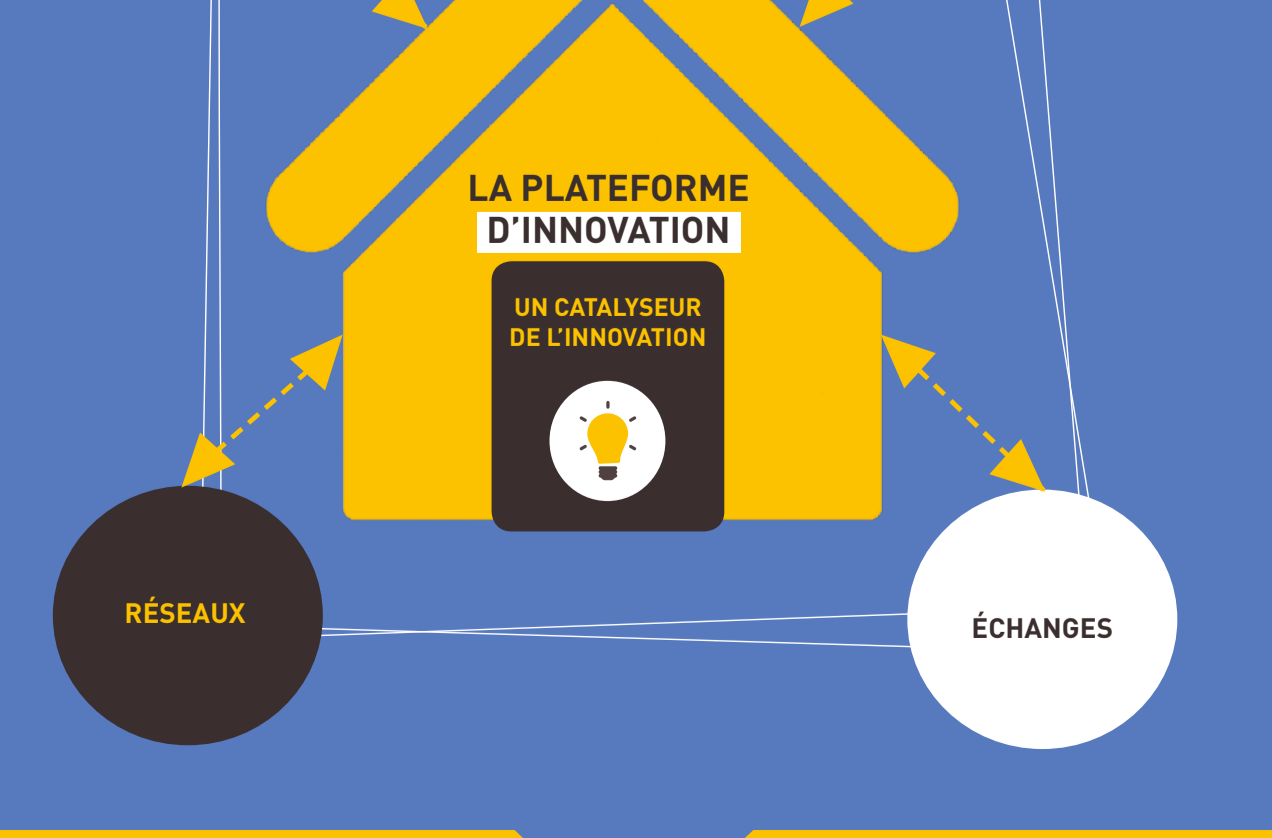 LA PLATEFORME
D’INNOVATION
UN CATALYSEUR
DE L’INNOVATION
RÉSEAUX
ÉCHANGES